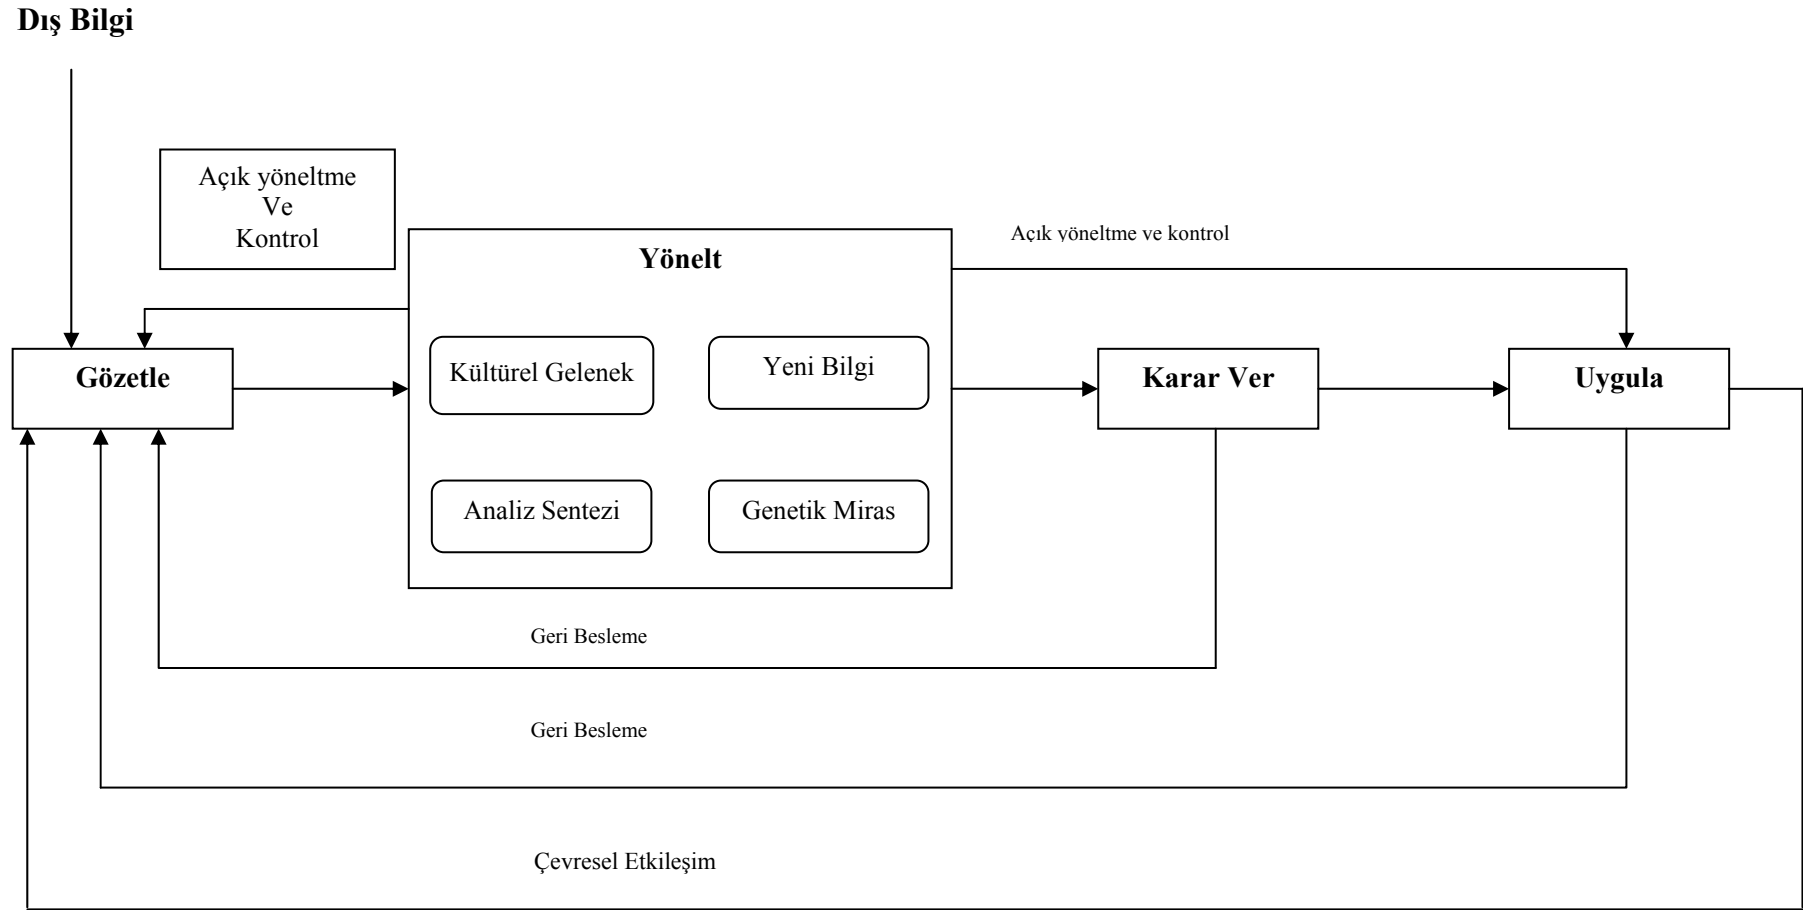 Dış Bilgi
Açık yöneltme
Ve
Kontrol
Açık yöneltme ve kontrol
Yönelt
Gözetle
Kültürel Gelenek
Yeni Bilgi
Karar Ver
Uygula
Analiz Sentezi
Genetik Miras
Geri Besleme
Geri Besleme
Çevresel Etkileşim